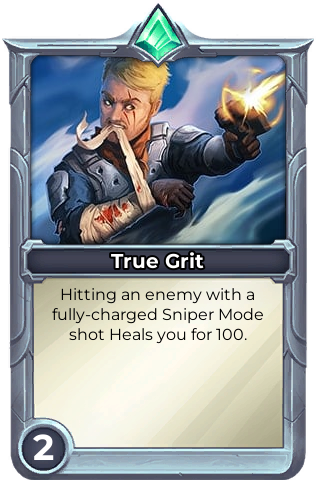 True Grit
Hitting an enemy with a
fully-charged Sniper Mode
shot Heals you for 100.
2